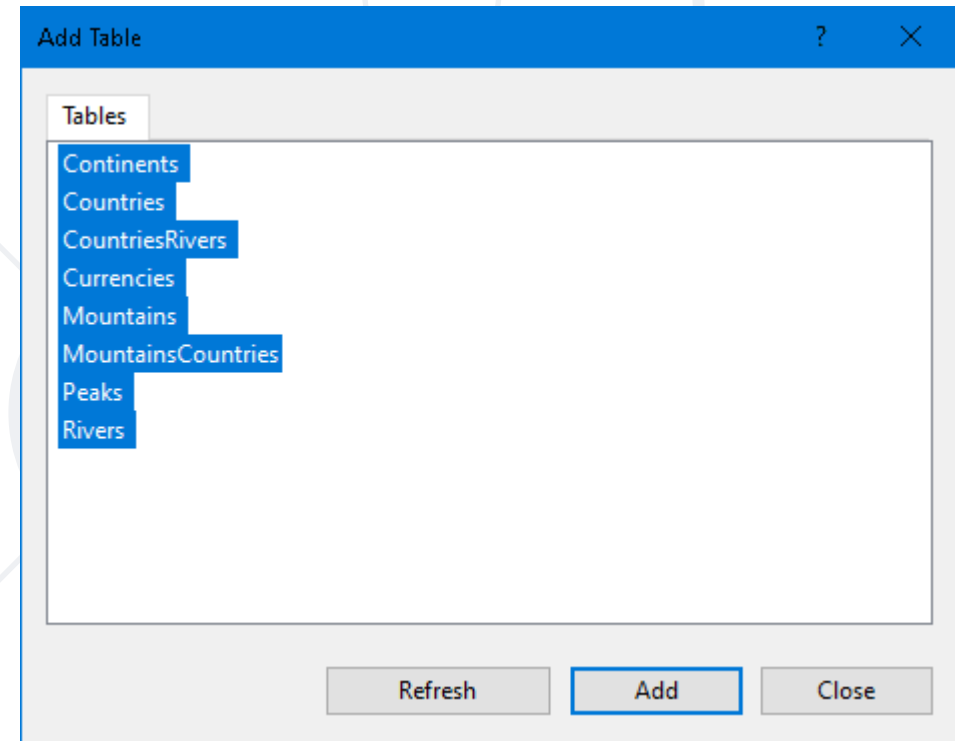 Add Table ?
Tables
Continents
Countries
CountriesRivers
Currencies
Mountains
MountainsCountries
Peaks
Rivers
Refresh Add Close